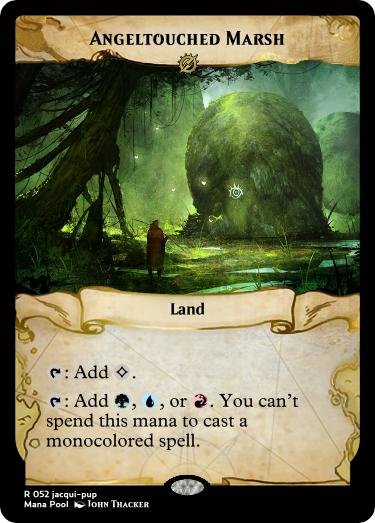 Angeltouched Marsh
Land
: Add .
: Add , , or . You can't
spend this mana to cast a
monocolored spell.
R 052 jacqui-pup
Mana Pool John Thacker